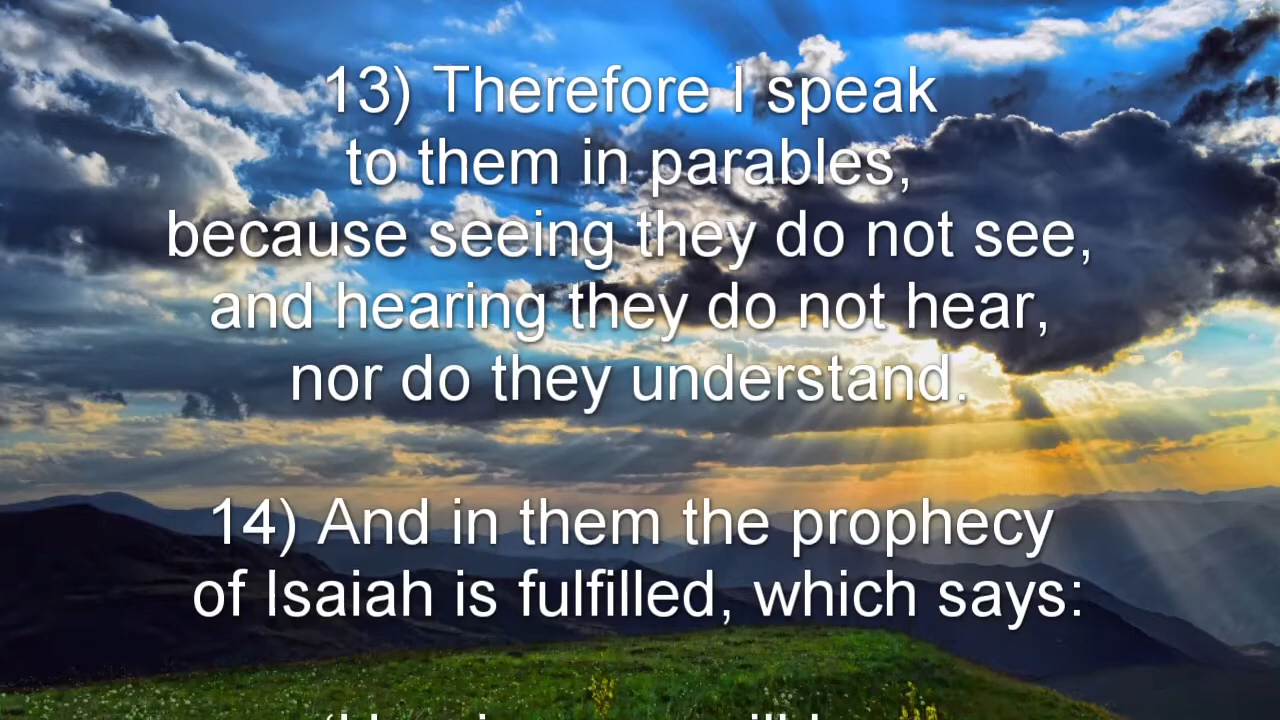 13) Therefore I speak
to them in parables,
because seeing they do not see,
and hearing they do not hear,
nor do they understand.
14) And in them the prophecy
of Isaiah is fulfilled, which says: